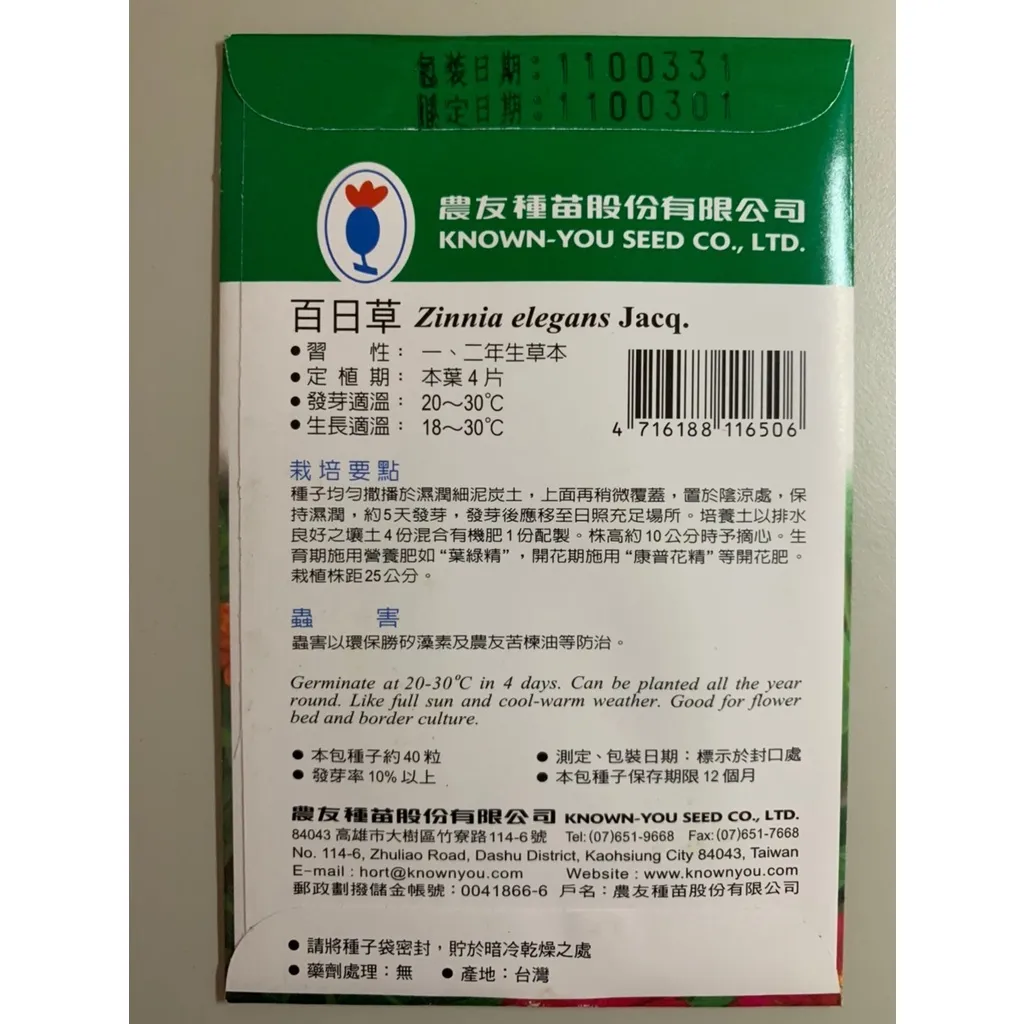 包裝日期:1100331
測定日期:1100301
農友種苗股份有限公司
KNOWN-YOU SEED CO., LTD.
百日草 Zinnia elegans Jacq.
●習 性： 一、二年生草本
●定植期： 本葉4片
●發芽適溫： 20～30℃
●生長適溫： 18～30℃
4 716188 116506
栽培要點
種子均勻撒播於濕潤細泥炭土，上面再稍微覆蓋，置於陰涼處，保
持濕潤，約5天發芽，發芽後應移至日照充足場所。培養土以排水
良好之壤土4份混合有機肥1份配製。株高約10公分時予摘心。生
育期施用營養肥如“葉綠精”，開花期施用“康普花精”等開花肥。
栽植株距25公分。
蟲 害
蟲害以環保勝矽藻素及農友苦楝油等防治。
Germinate at 20-30℃ in 4 days. Can be planted all the year
round. Like full sun and cool-warm weather. Good for flower
bed and border culture.
●本包種子約40粒 ●測定、包裝日期：標示於封口處
●發芽率10%以上 ●本包種子保存期限12個月
農友種苗股份有限公司 KNOWN-YOU SEED CO., LTD.
84043 高雄市大樹區竹寮路114-6號 Tel:(07)651-9668 Fax:(07)651-7668
No. 114-6, Zhuliao Road, Dashu District, Kaohsiung City 84043, Taiwan
E-mail : hort@knownyou.com Website : www.knownyou.com
郵政劃撥儲金帳號：0041866-6 戶名：農友種苗股份有限公司
●請將種子袋密封，貯於暗冷乾燥之處
●藥劑處理：無 ●產地：台灣